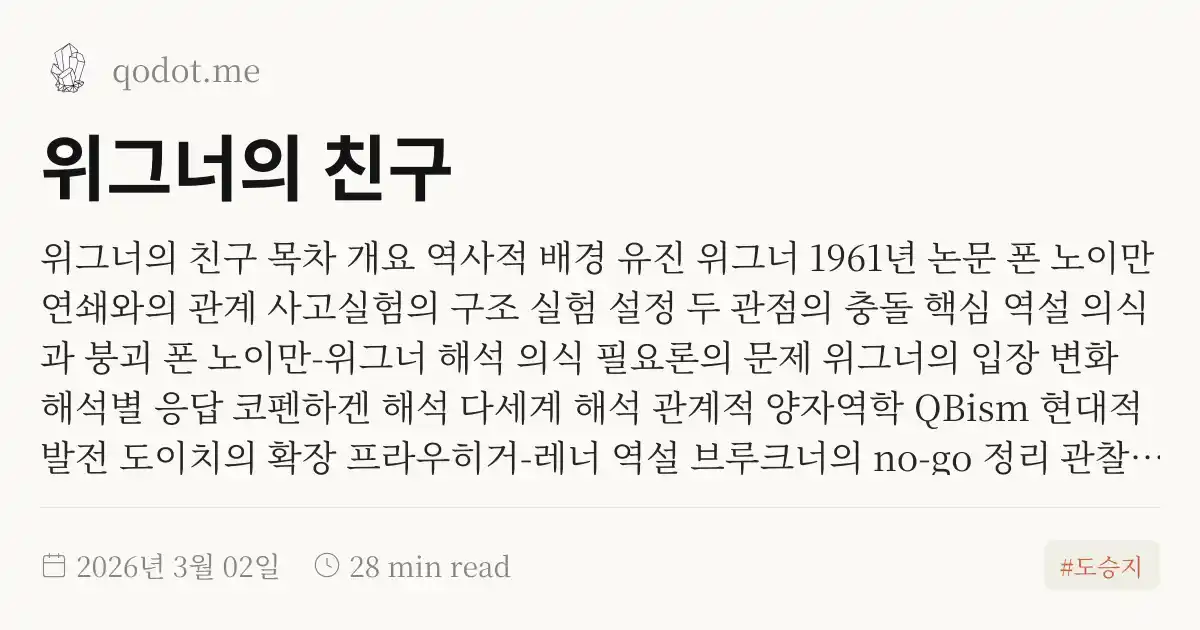 qodot.me
위그너의 친구
위그너의 친구 목차 개요 역사적 배경 유진 위그너 1961년 논문 폰 노이만
연쇄와의 관계 사고실험의 구조 실험 설정 두 관점의 충돌 핵심 역설 의식
과 붕괴 폰 노이만-위그너 해석 의식 필요론의 문제 위그너의 입장 변화
해석별 응답 코펜하겐 해석 다세계 해석 관계적 양자역학 QBism 현대적
발전 도이치의 확장 프라우히거-레너 역설 브루크너의 no-go 정리 관찰…
2026년 3월 02일
28 min read
#도승지